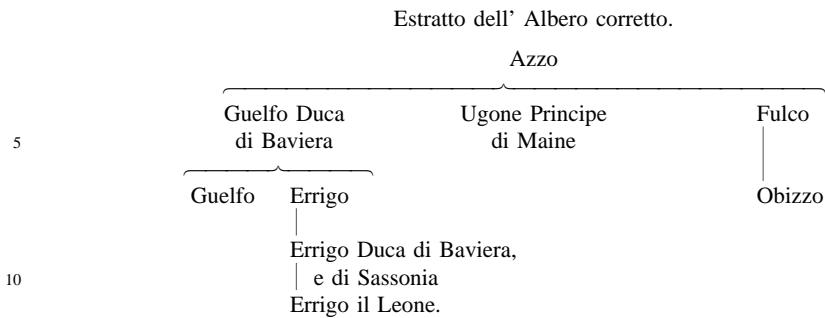 Estratto dell’ Albero corretto.
Azzo
Guelfo Duca Ugone Principe Fulco
5 di Baviera di Maine
Guelfo Errigo Obizzo
Errigo Duca di Baviera,
10 e di Sassonia
Errigo il Leone.